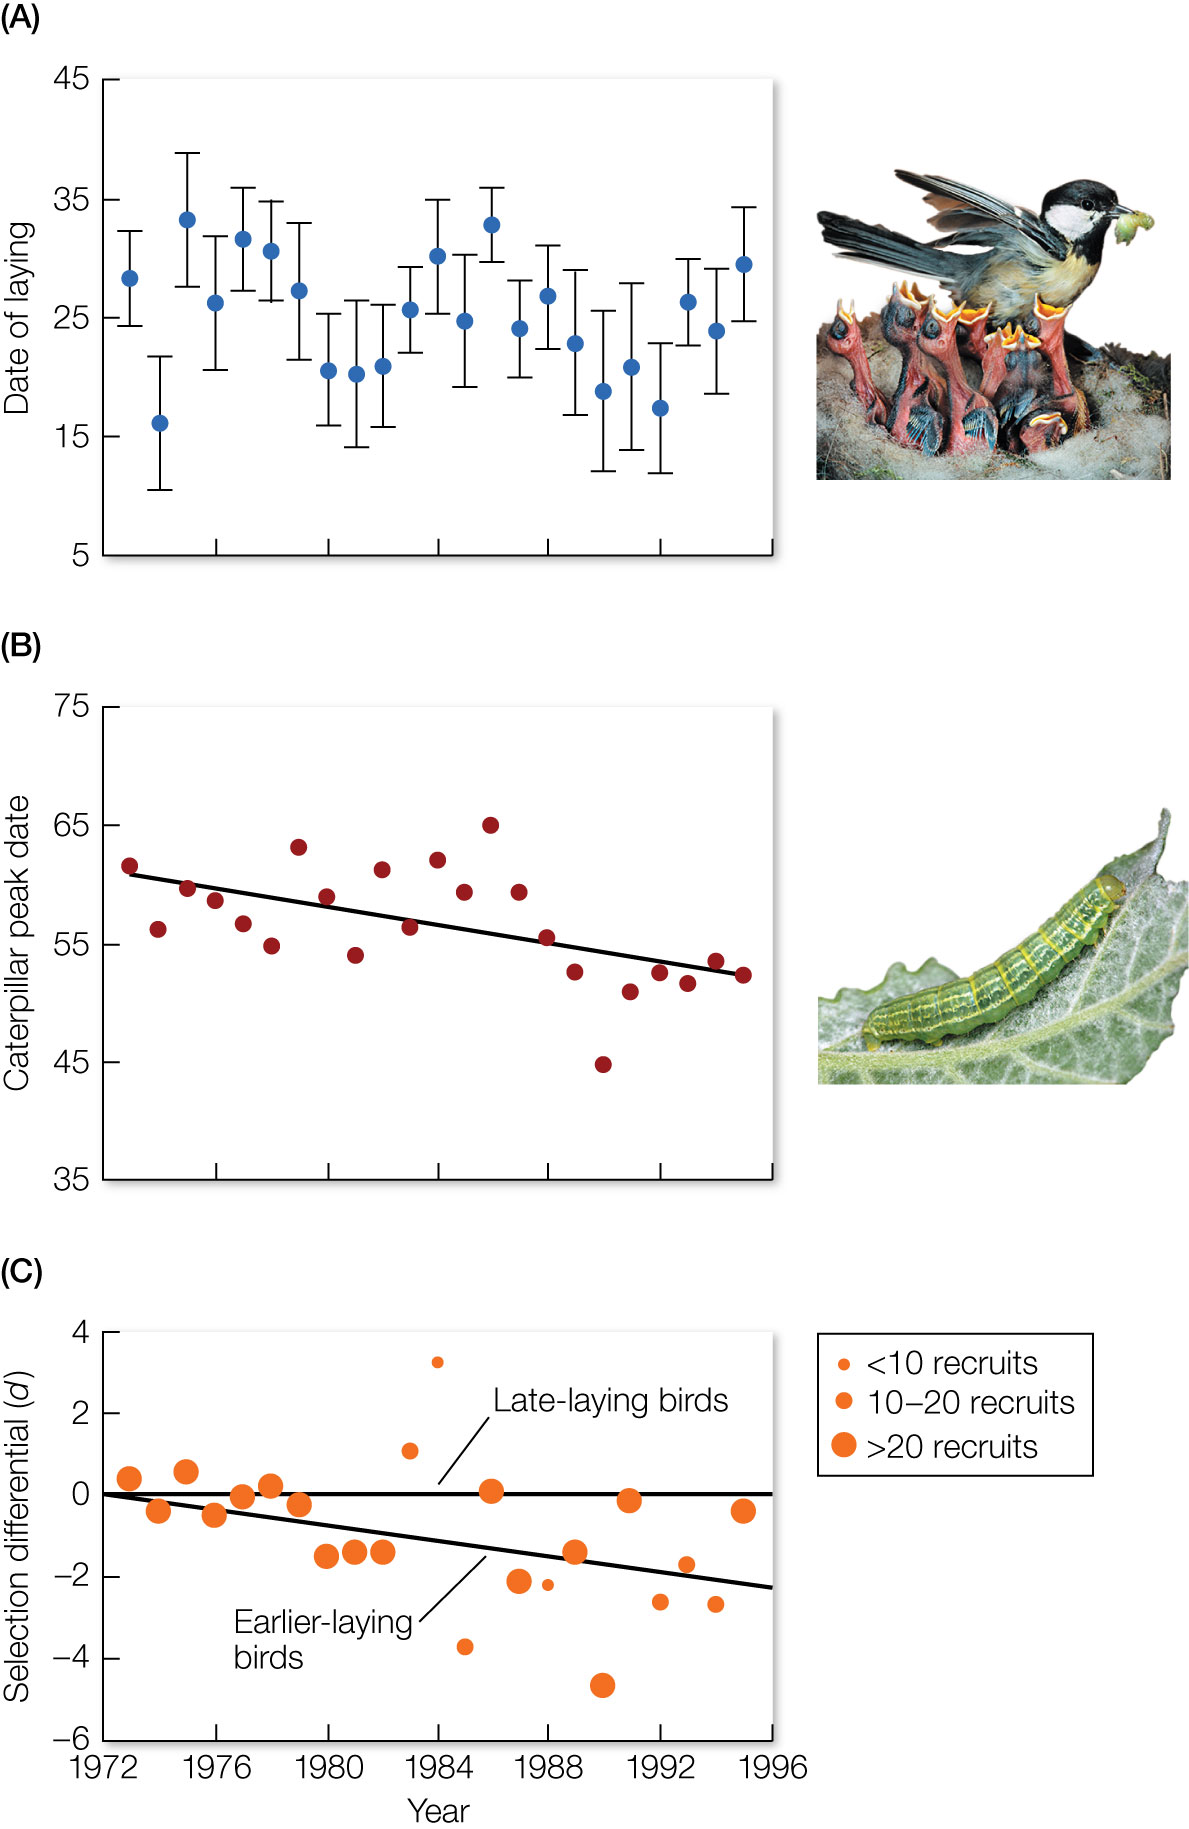 (A)
45
35
25
15
5
Date of laying
(B)
75
65
55
45
35
Caterpillar peak date
(C)
4
2
0
−2
−4
−6
Selection differential (d)
Late-laying birds
Earlier-laying
birds
<10 recruits
10–20 recruits
>20 recruits
1972 1976 1980 1984 1988 1992 1996
Year